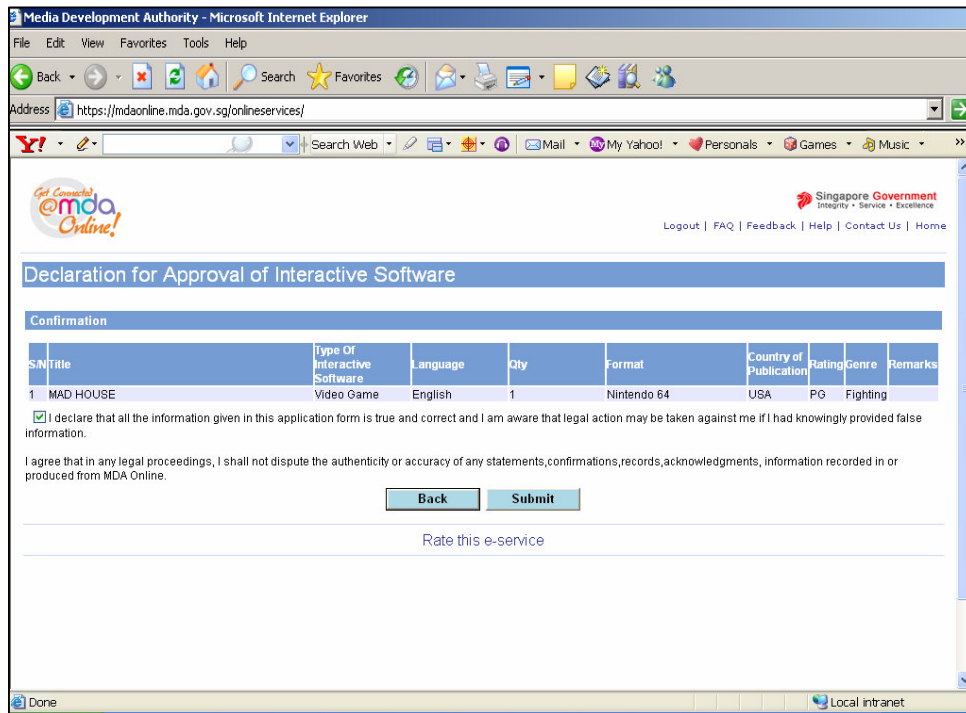 Media Development Authority - Microsoft Internet Explorer
File Edit View Favorites Tools Help
Back Search Favorites
Address https://mdaonline.mda.gov.sg/onlineservices/
Y! Search Web Mail My My Yahoo! Personals Games Music »
Get Connected
@mda
Online!
Singapore Government
Integrity • Service • Excellence
Logout | FAQ | Feedback | Help | Contact Us | Home
Declaration for Approval of Interactive Software
Confirmation
S/N Title Type Of Interactive Software Language Qty Format Country of Publication Rating Genre Remarks
1 MAD HOUSE Video Game English 1 Nintendo 64 USA PG Fighting
I declare that all the information given in this application form is true and correct and I am aware that legal action may be taken against me if I had knowingly provided false
information.
I agree that in any legal proceedings, I shall not dispute the authenticity or accuracy of any statements,confirmations,records,acknowledgments, information recorded in or
produced from MDA Online.
Back Submit
Rate this e-service
Done Local intranet